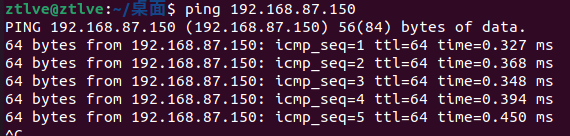 ztlve@ztlve:~/桌面$ ping 192.168.87.150
PING 192.168.87.150 (192.168.87.150) 56(84) bytes of data.
64 bytes from 192.168.87.150: icmp_seq=1 ttl=64 time=0.327 ms
64 bytes from 192.168.87.150: icmp_seq=2 ttl=64 time=0.368 ms
64 bytes from 192.168.87.150: icmp_seq=3 ttl=64 time=0.348 ms
64 bytes from 192.168.87.150: icmp_seq=4 ttl=64 time=0.394 ms
64 bytes from 192.168.87.150: icmp_seq=5 ttl=64 time=0.450 ms
^C